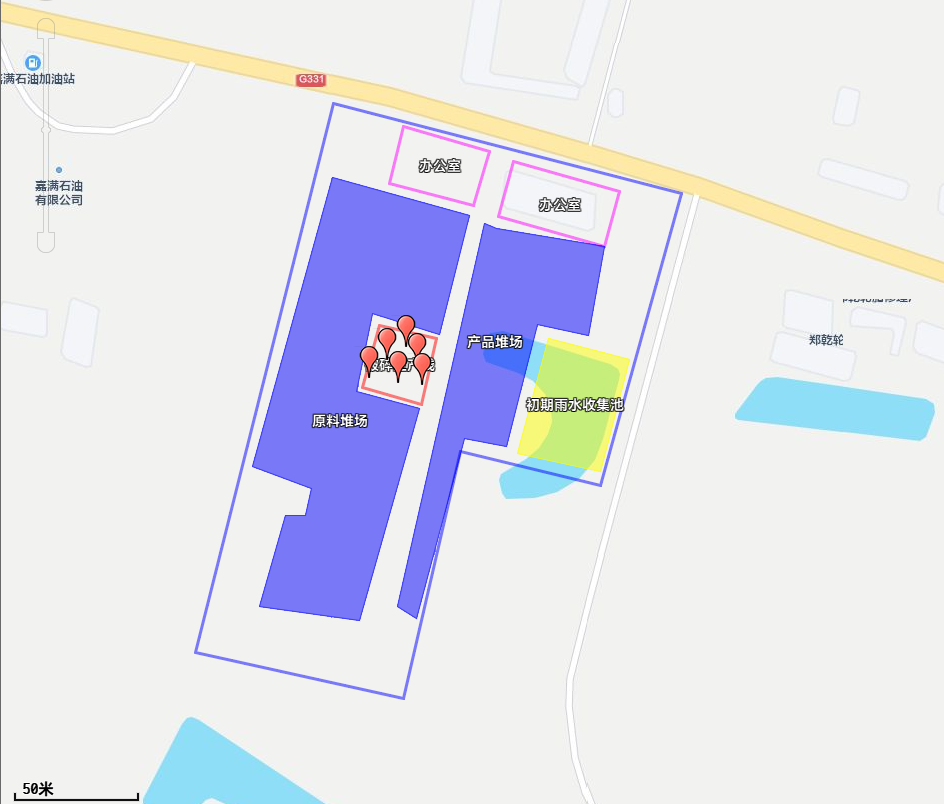 嘉满石油加油站
G331
办公室
嘉满石油
有限公司
办公室
郑乾轮
产品堆场
初期雨水收集池
原料堆场
50米